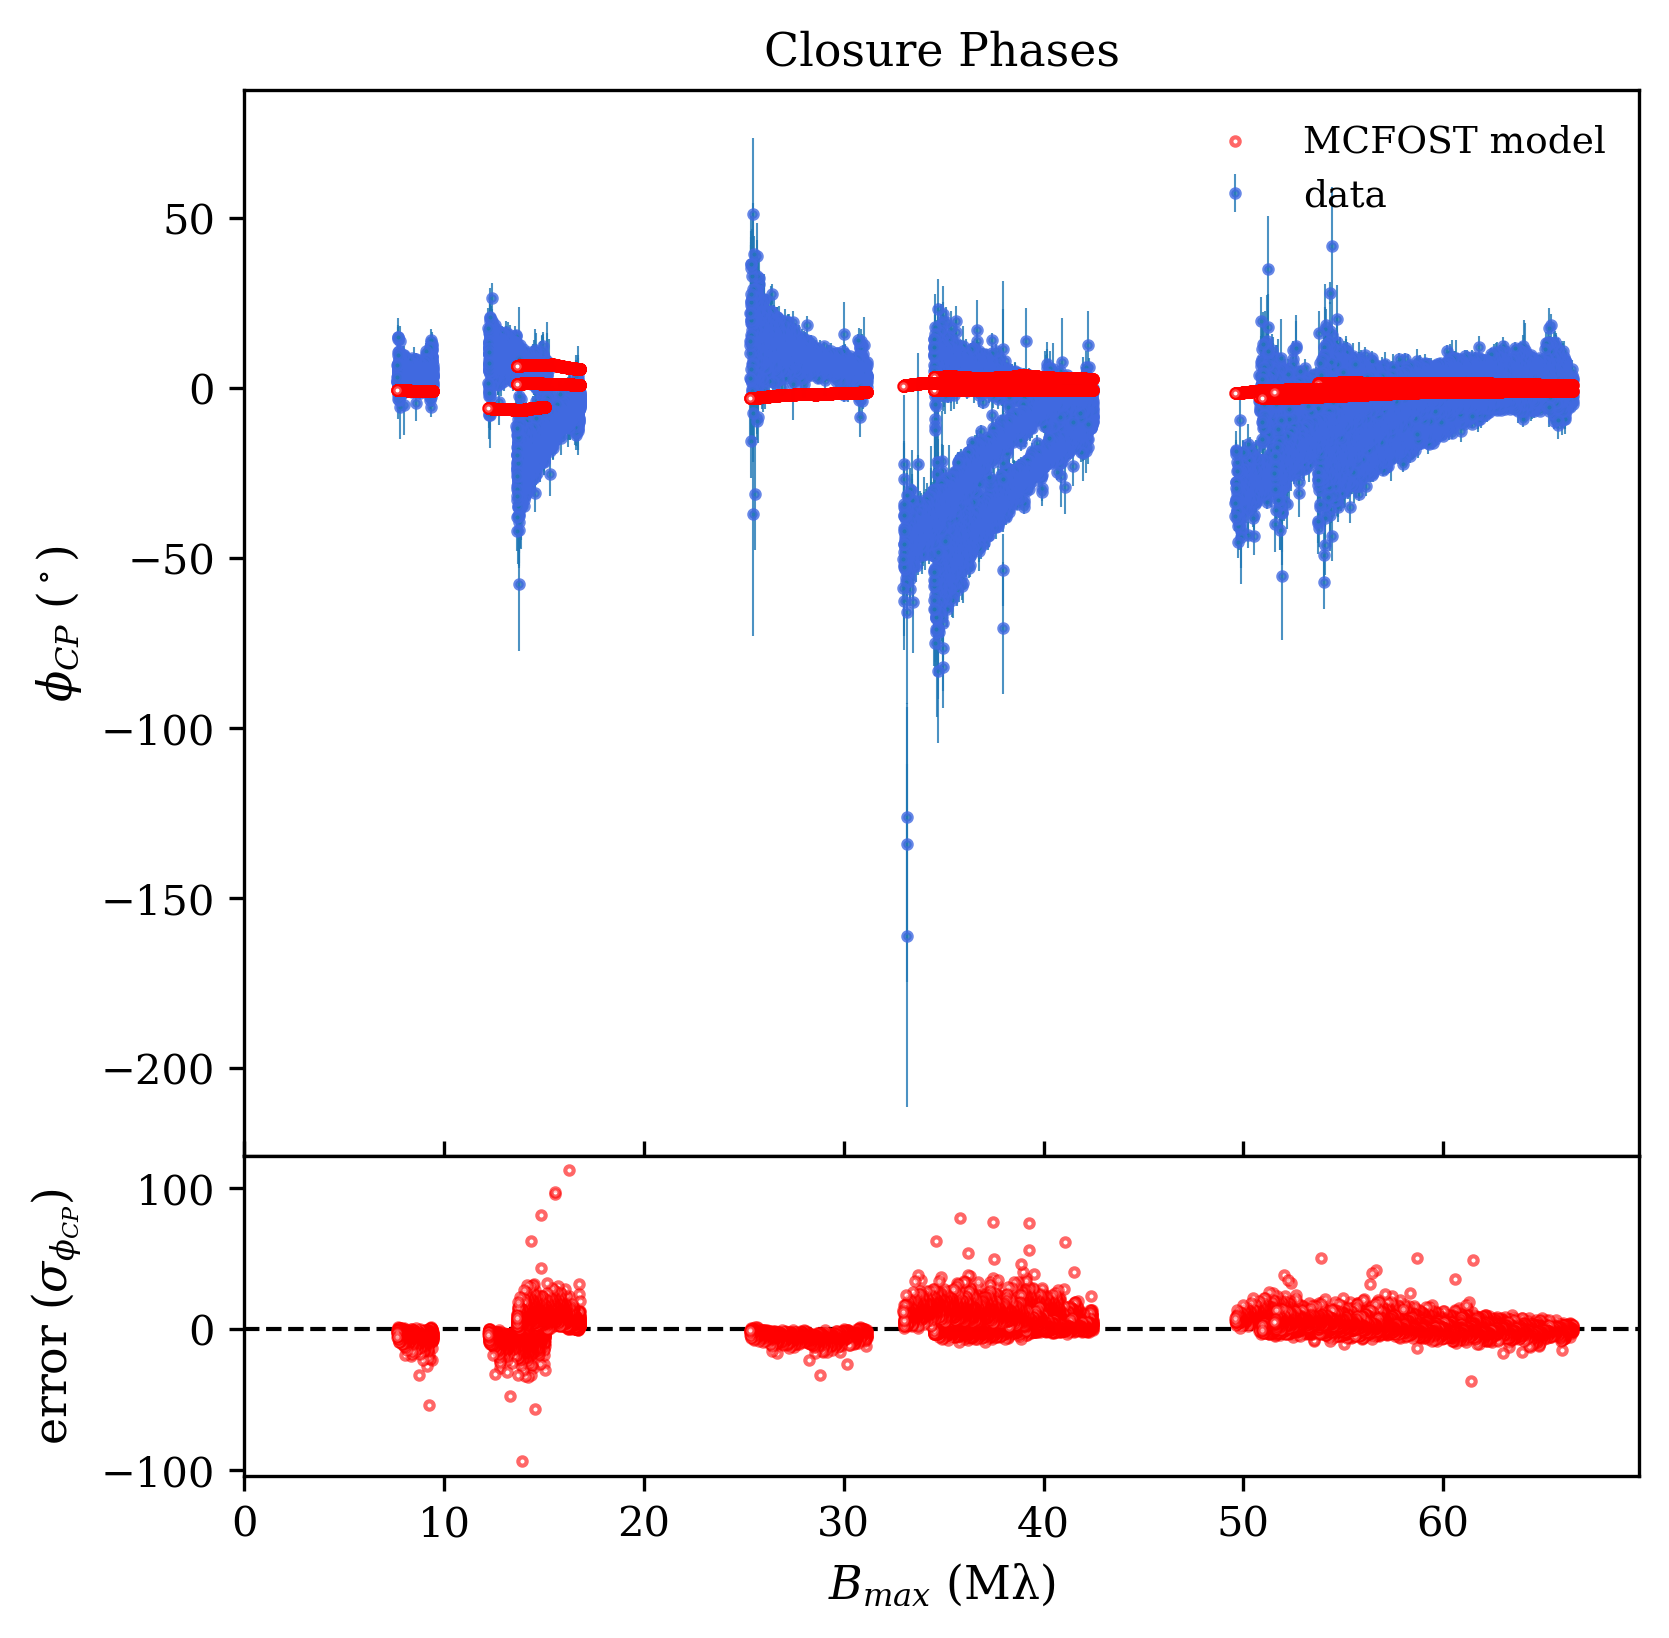 Closure Phases
MCFOST model
data
50
0
−50
−100
−150
−200
ϕ_CP (°)
100
0
−100
error (σ_ϕ_CP)
0 10 20 30 40 50 60
B_max (Mλ)